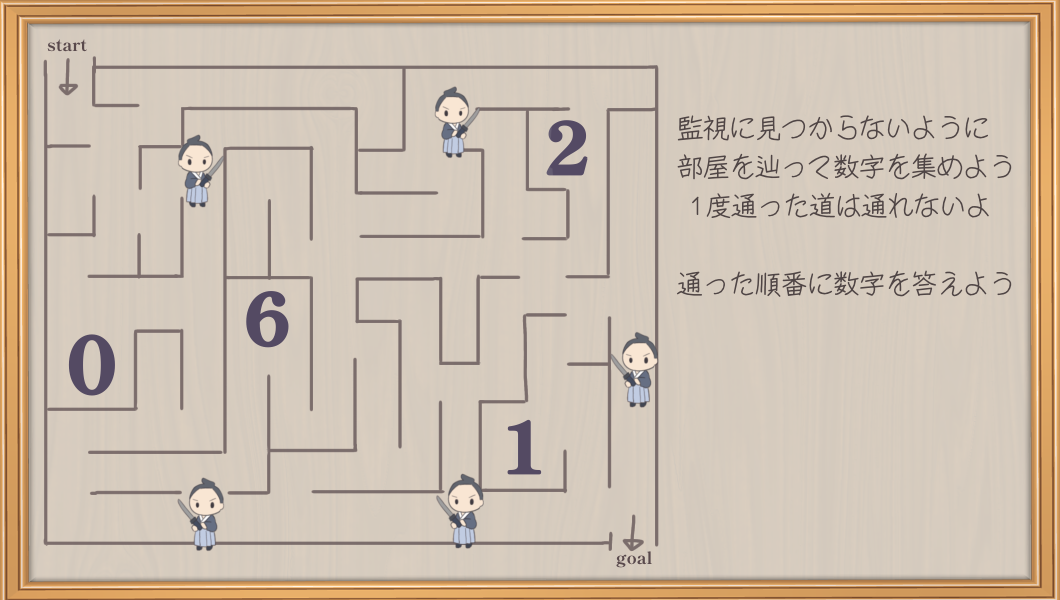 start
監視に見つからないように
部屋を辿って数字を集めよう
1度通った道は通れないよ
通った順番に数字を答えよう
2
6
0
1
goal